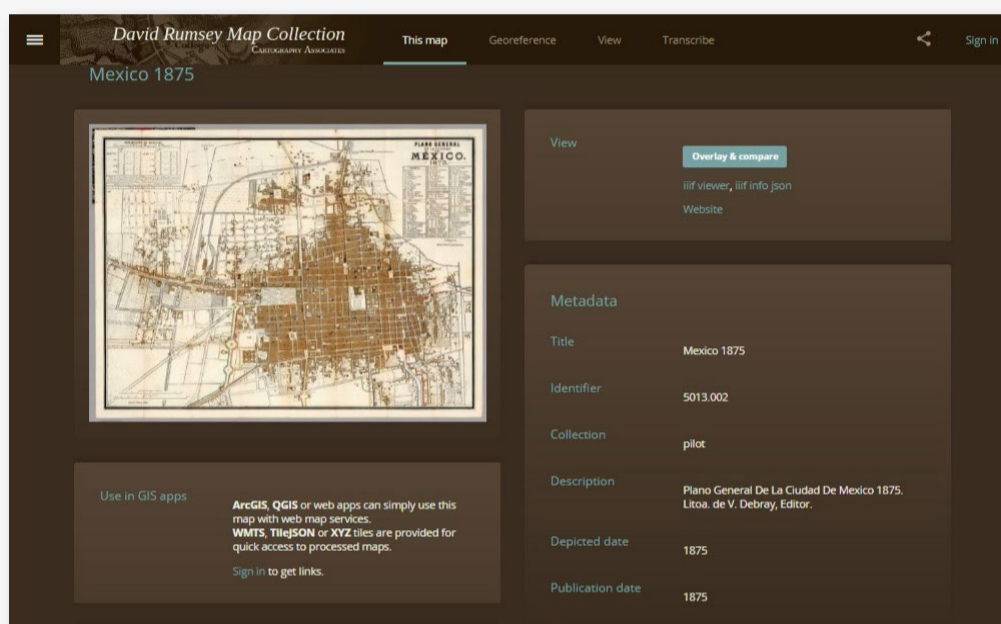 David Rumsey Map Collection
CARTOGRAPHY ASSOCIATES
This map
Georeference
View
Transcribe
Sign in
Mexico 1875
PLANO GENERAL
MÉXICO.
1875.
View
Overlay & compare
iiif viewer, iiif info json
Website
Metadata
Title
Mexico 1875
Identifier
5013.002
Collection
pilot
Description
Plano General De La Ciudad De Mexico 1875.
Litoa. de V. Debray, Editor.
Depicted date
1875
Publication date
1875
Use in GIS apps
ArcGIS, QGIS or web apps can simply use this
map with web map services.
WMTS, TileJSON or XYZ tiles are provided for
quick access to processed maps.
Sign in to get links.